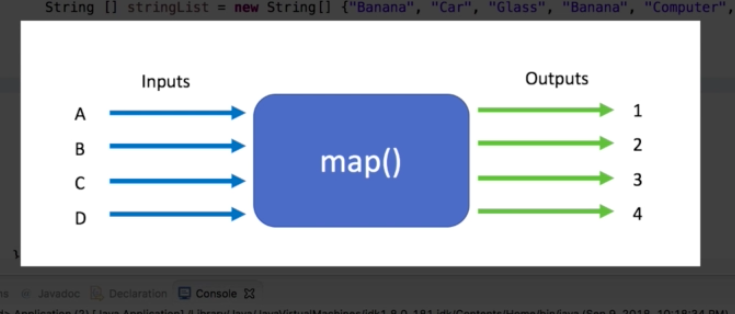 String [] stringList = new String[] {"Banana", "Car", "Glass", "Banana", "Computer",
Inputs
Outputs
A
1
B
2
map()
C
3
D
4
Javadoc Declaration Console